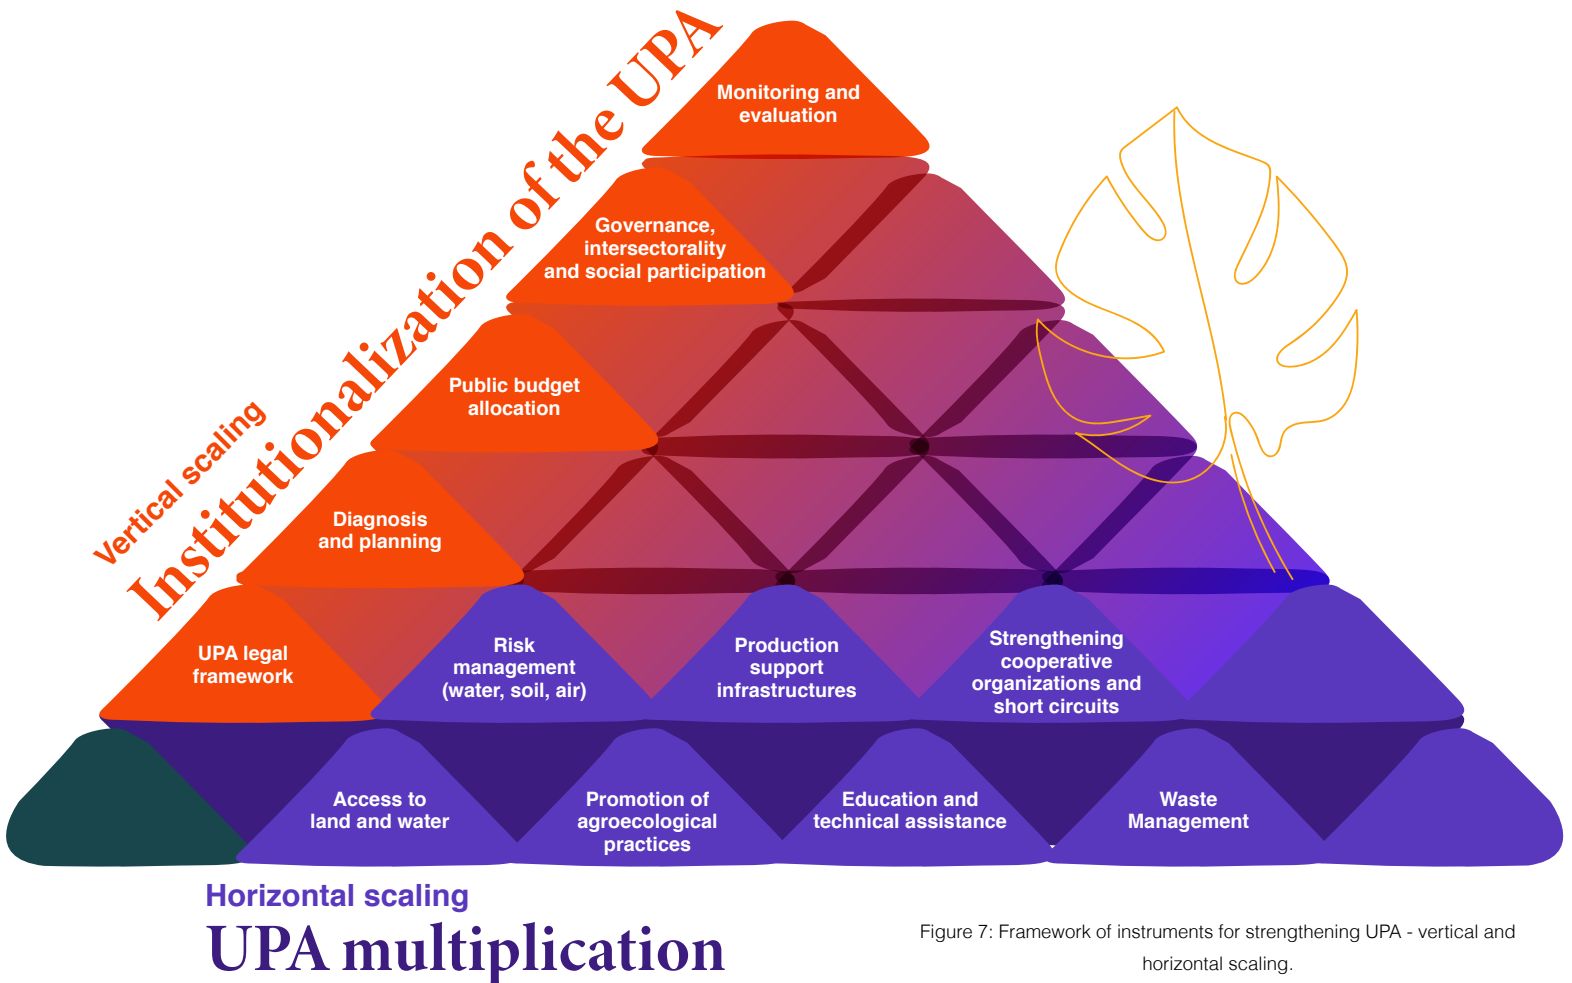 Institutionalization of the UPA
Vertical scaling
Monitoring and
evaluation
Governance,
intersectorality
and social participation
Public budget
allocation
Diagnosis
and planning
UPA legal
framework
Risk
management
(water, soil, air)
Production
support
infrastructures
Strengthening
cooperative
organizations and
short circuits
Access to
land and water
Promotion of
agroecological
practices
Education and
technical assistance
Waste
Management
Horizontal scaling
UPA multiplication
Figure 7: Framework of instruments for strengthening UPA - vertical and
horizontal scaling.